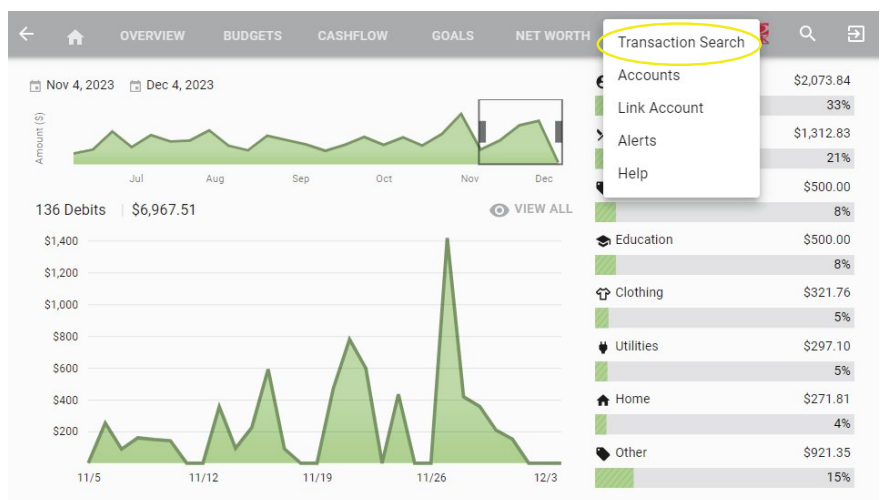 OVERVIEW BUDGETS CASHFLOW GOALS NET WORTH
Transaction Search
Accounts
Link Account
Alerts
Help
Nov 4, 2023 Dec 4, 2023
Amount ($)
Jul Aug Sep Oct Nov Dec
136 Debits $6,967.51 VIEW ALL
$1,400
$1,200
$1,000
$800
$600
$400
$200
11/5 11/12 11/19 11/26 12/3
$2,073.84
33%
$1,312.83
21%
$500.00
8%
Education $500.00
8%
Clothing $321.76
5%
Utilities $297.10
5%
Home $271.81
4%
Other $921.35
15%